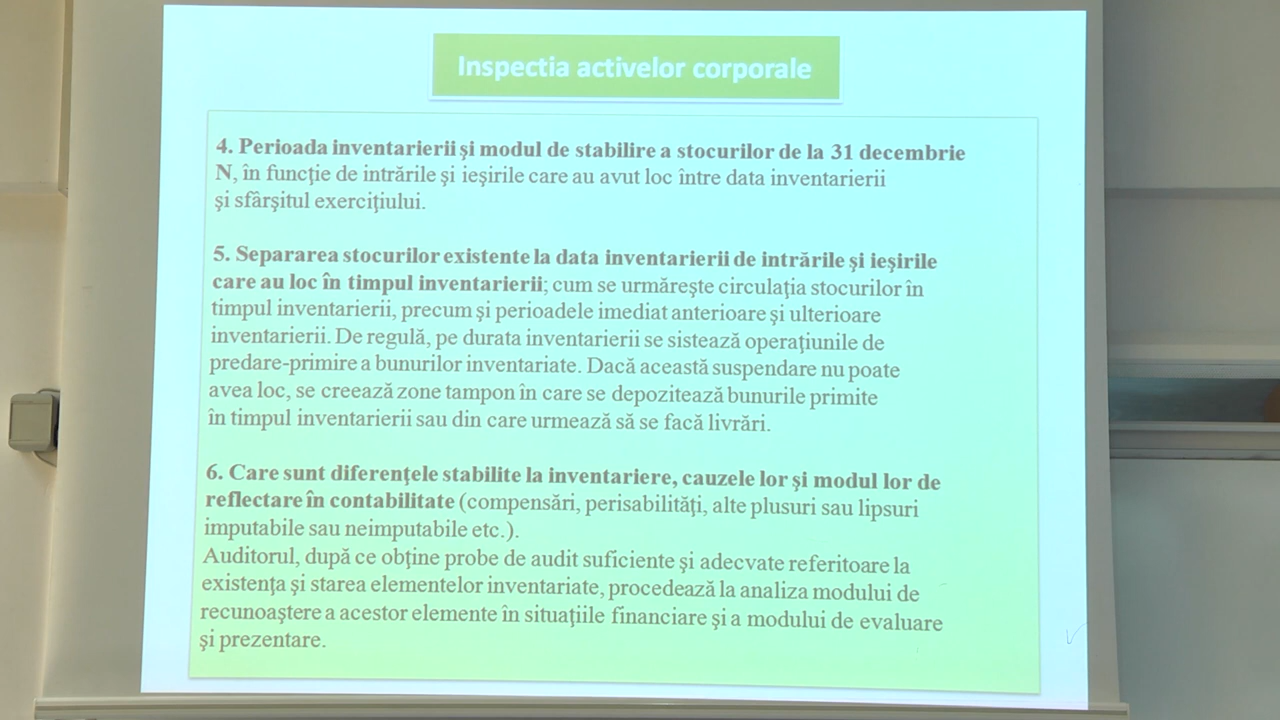 Inspectia activelor corporale
4. Perioada inventarierii şi modul de stabilire a stocurilor de la 31 decembrie
N, în funcţie de intrările şi ieşirile care au avut loc între data inventarierii
şi sfârşitul exerciţiului.
5. Separarea stocurilor existente la data inventarierii de intrările şi ieşirile
care au loc în timpul inventarierii; cum se urmăreşte circulaţia stocurilor în
timpul inventarierii, precum şi perioadele imediat anterioare şi ulterioare
inventarierii. De regulă, pe durata inventarierii se sistează operaţiunile de
predare-primire a bunurilor inventariate. Dacă această suspendare nu poate
avea loc, se creează zone tampon în care se depozitează bunurile primite
în timpul inventarierii sau din care urmează să se facă livrări.
6. Care sunt diferenţele stabilite la inventariere, cauzele lor şi modul lor de
reflectare în contabilitate (compensări, perisabilităţi, alte plusuri sau lipsuri
imputabile sau neimputabile etc.).
Auditorul, după ce obţine probe de audit suficiente şi adecvate referitoare la
existenţa şi starea elementelor inventariate, procedează la analiza modului de
recunoaştere a acestor elemente în situaţiile financiare şi a modului de evaluare
şi prezentare.